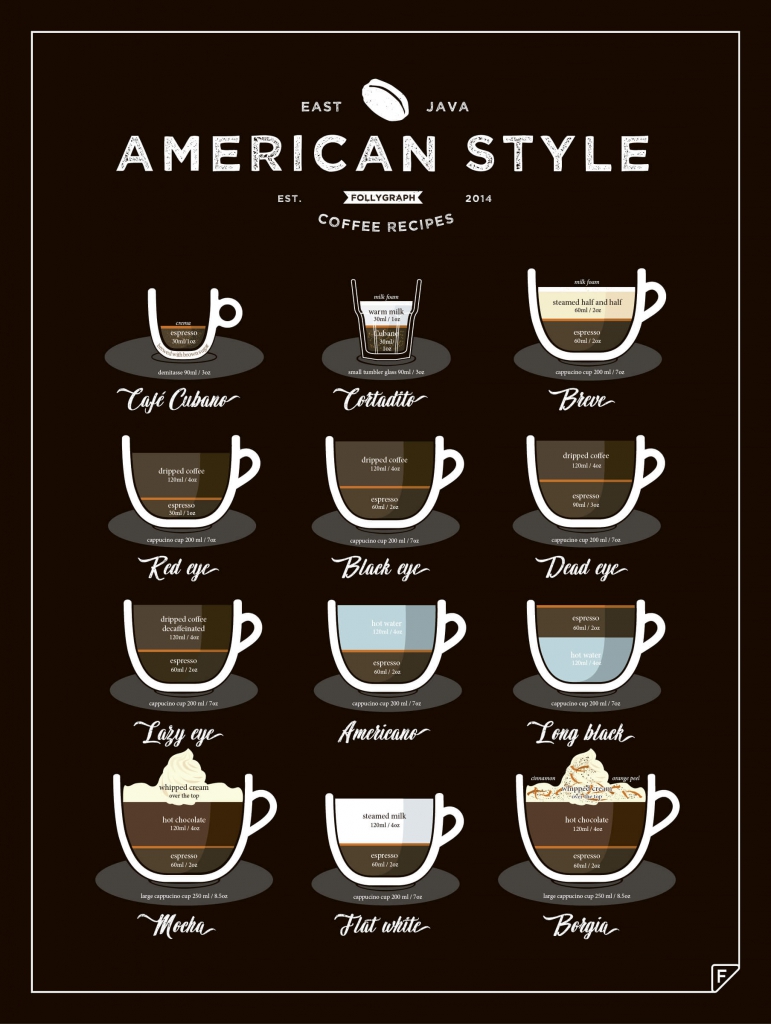 EAST JAVA
AMERICAN STYLE
EST. FOLLYGRAPH 2014
COFFEE RECIPES
crema
espresso
30ml/1oz
brewed with brown sugar
demitasse 90ml / 3oz
Café Cubano
milk foam
warm milk
30ml / 1oz
Cubano
30ml/
1oz
small tumbler glass 90ml / 3oz
Cortadito
milk foam
steamed half and half
60ml / 2oz
espresso
60ml / 2oz
cappucino cup 200 ml / 7oz
Breve
dripped coffee
120ml / 4oz
espresso
30ml / 1oz
cappucino cup 200 ml / 7oz
Red eye
dripped coffee
120ml / 4oz
espresso
60ml / 2oz
cappucino cup 200 ml / 7oz
Black eye
dripped coffee
120ml / 4oz
espresso
90ml / 3oz
cappucino cup 200 ml / 7oz
Dead eye
dripped coffee
decaffeinated
120ml / 4oz
espresso
60ml / 2oz
cappucino cup 200 ml / 7oz
Lazy eye
hot water
120ml / 4oz
espresso
60ml / 2oz
cappucino cup 200 ml / 7oz
Americano
espresso
60ml / 2oz
hot water
120ml / 4oz
cappucino cup 200 ml / 7oz
Long black
whipped cream
over the top
hot chocolate
120ml / 4oz
espresso
60ml / 2oz
large cappucino cup 250 ml / 8.5oz
Mocha
steamed milk
120ml / 4oz
espresso
60ml / 2oz
cappucino cup 200 ml / 7oz
Flat white
cinnamon
orange peel
whipped cream
over the top
hot chocolate
120ml / 4oz
espresso
60ml / 2oz
large cappucino cup 250 ml / 8.5oz
Borgia
F